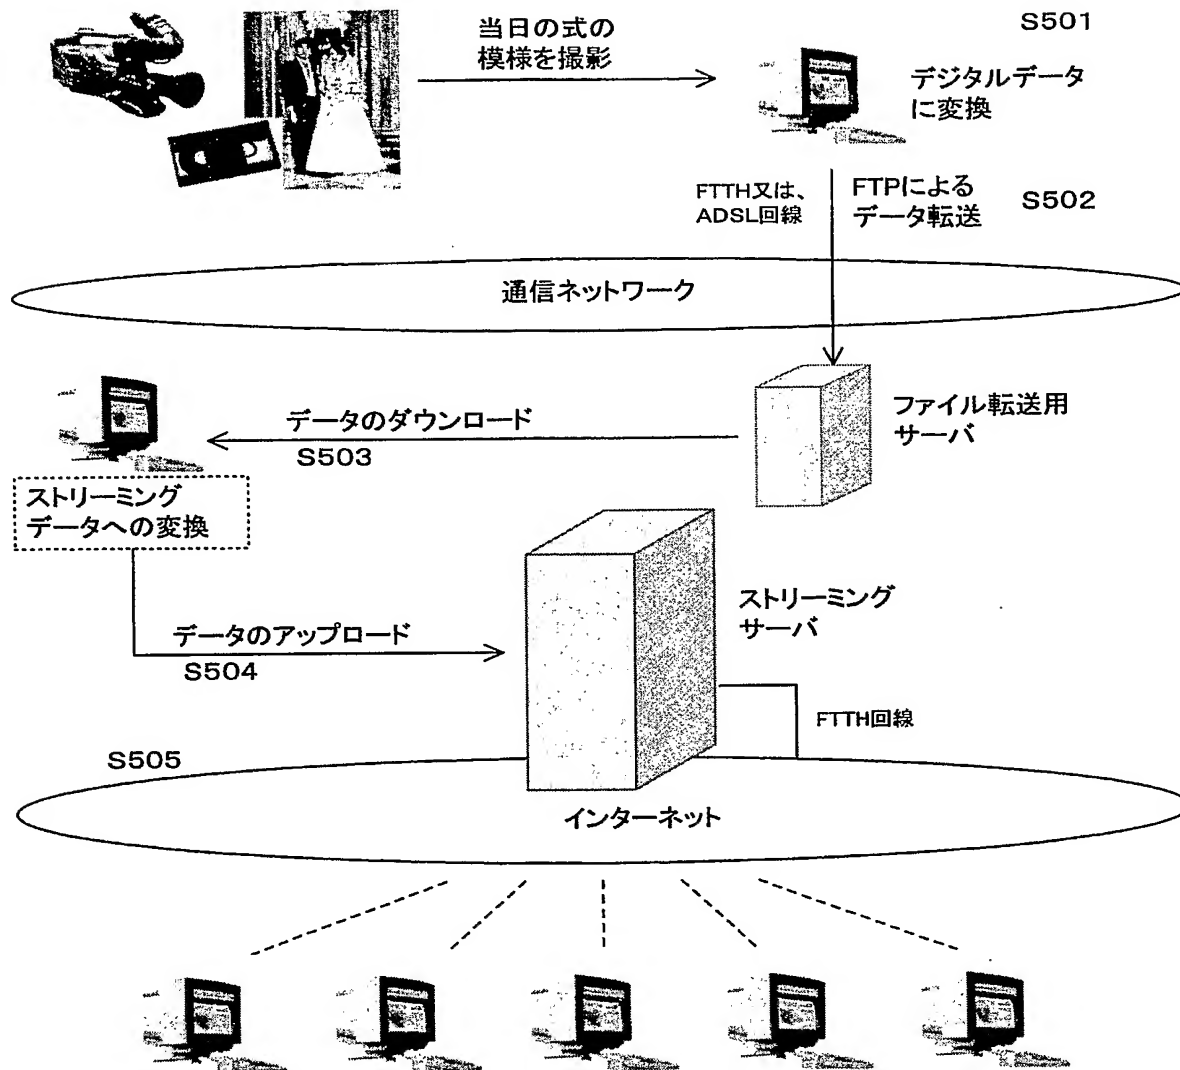 当日の式の
模様を撮影
S501
デジタルデータ
に変換
FTTH又は、
ADSL回線
FTPによる
データ転送
S502
通信ネットワーク
データのダウンロード
S503
ファイル転送用
サーバ
ストリーミング
データへの変換
ストリーミング
サーバ
データのアップロード
S504
FTTH回線
S505
インターネット